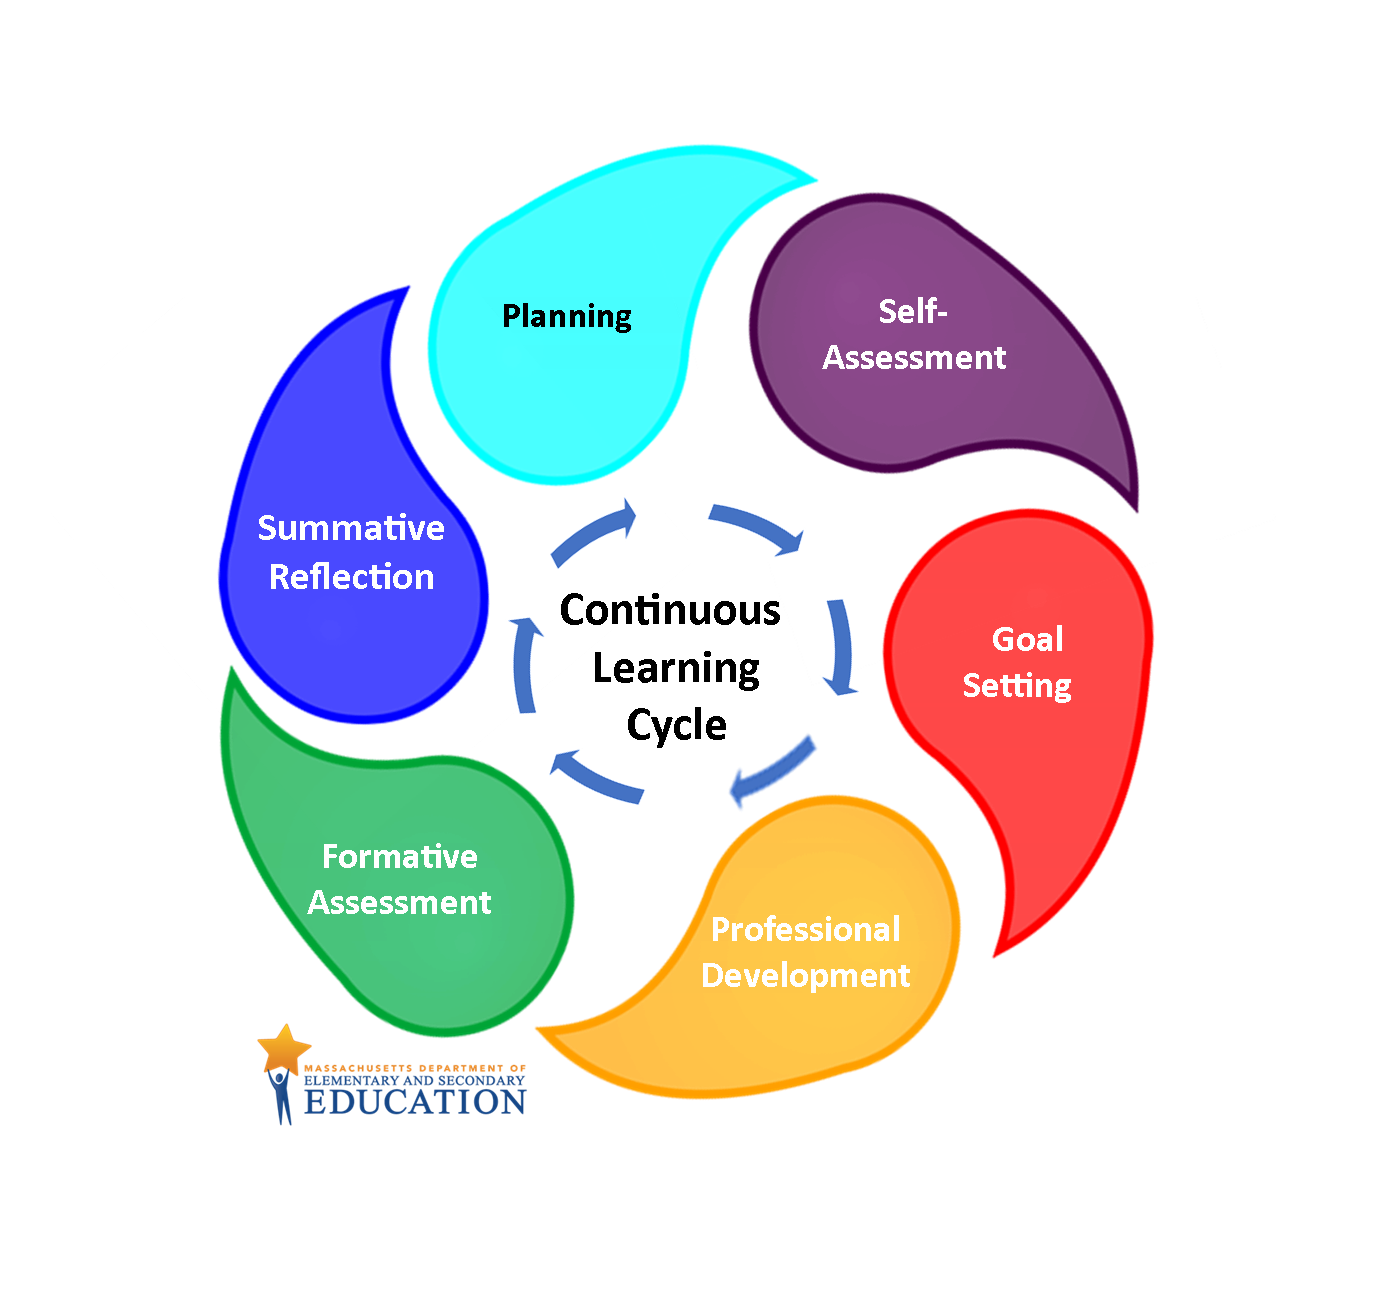 Planning
Self-
Assessment
Summative
Reflection
Continuous
Learning
Cycle
Goal
Setting
Formative
Assessment
Professional
Development
MASSACHUSETTS DEPARTMENT OF
ELEMENTARY AND SECONDARY
EDUCATION